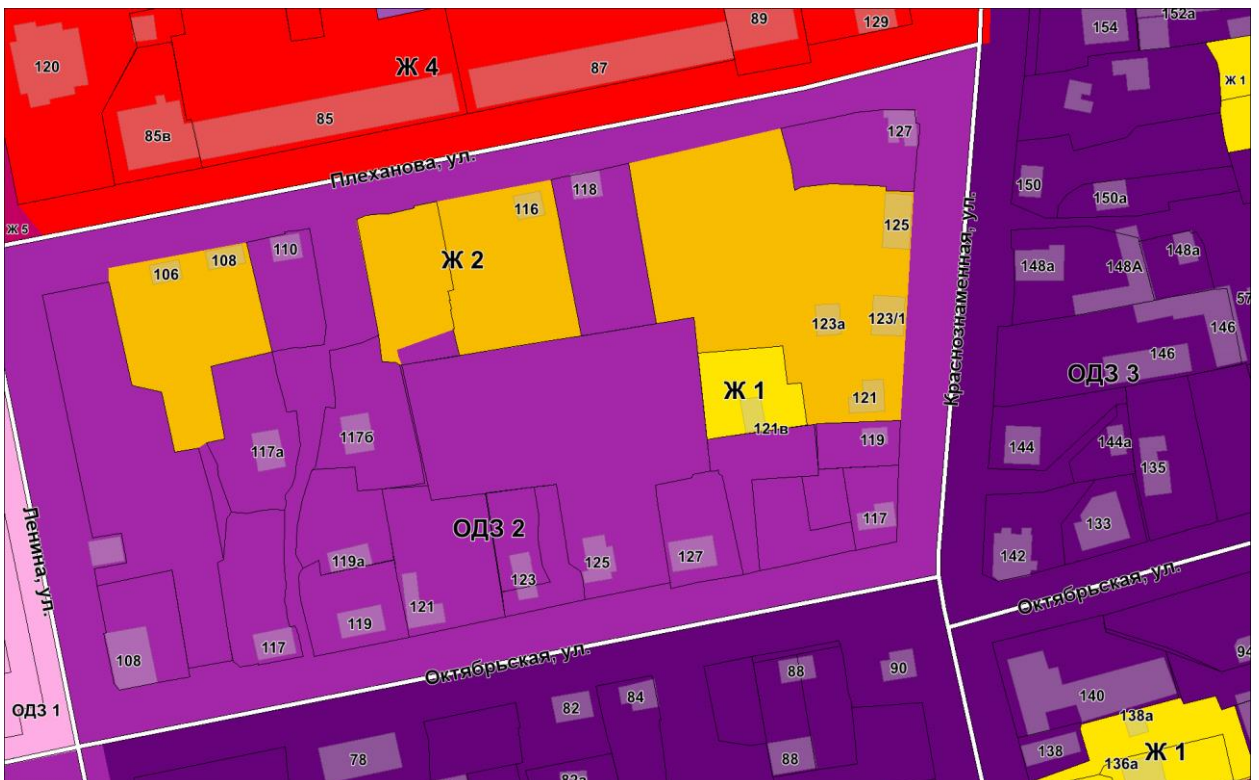 89
129
154
152а
120
Ж 4
87
Ж 1
85
85в
127
Плеханова, ул.
118
150
150а
116
125
Ж 5
110
148а
148А
148а
108
106
Ж 2
Краснознаменная, ул.
57
123а
123/1
146
146
ОДЗ 3
Ж 1
121
121в
119
117б
117а
144
144а
135
Ленина, ул.
ОДЗ 2
117
133
142
119а
123
125
127
121
119
117
108
Октябрьская, ул.
Октябрьская, ул.
88
90
94
82
84
140
ОДЗ 1
138а
138
Ж 1
78
88
136а
82а